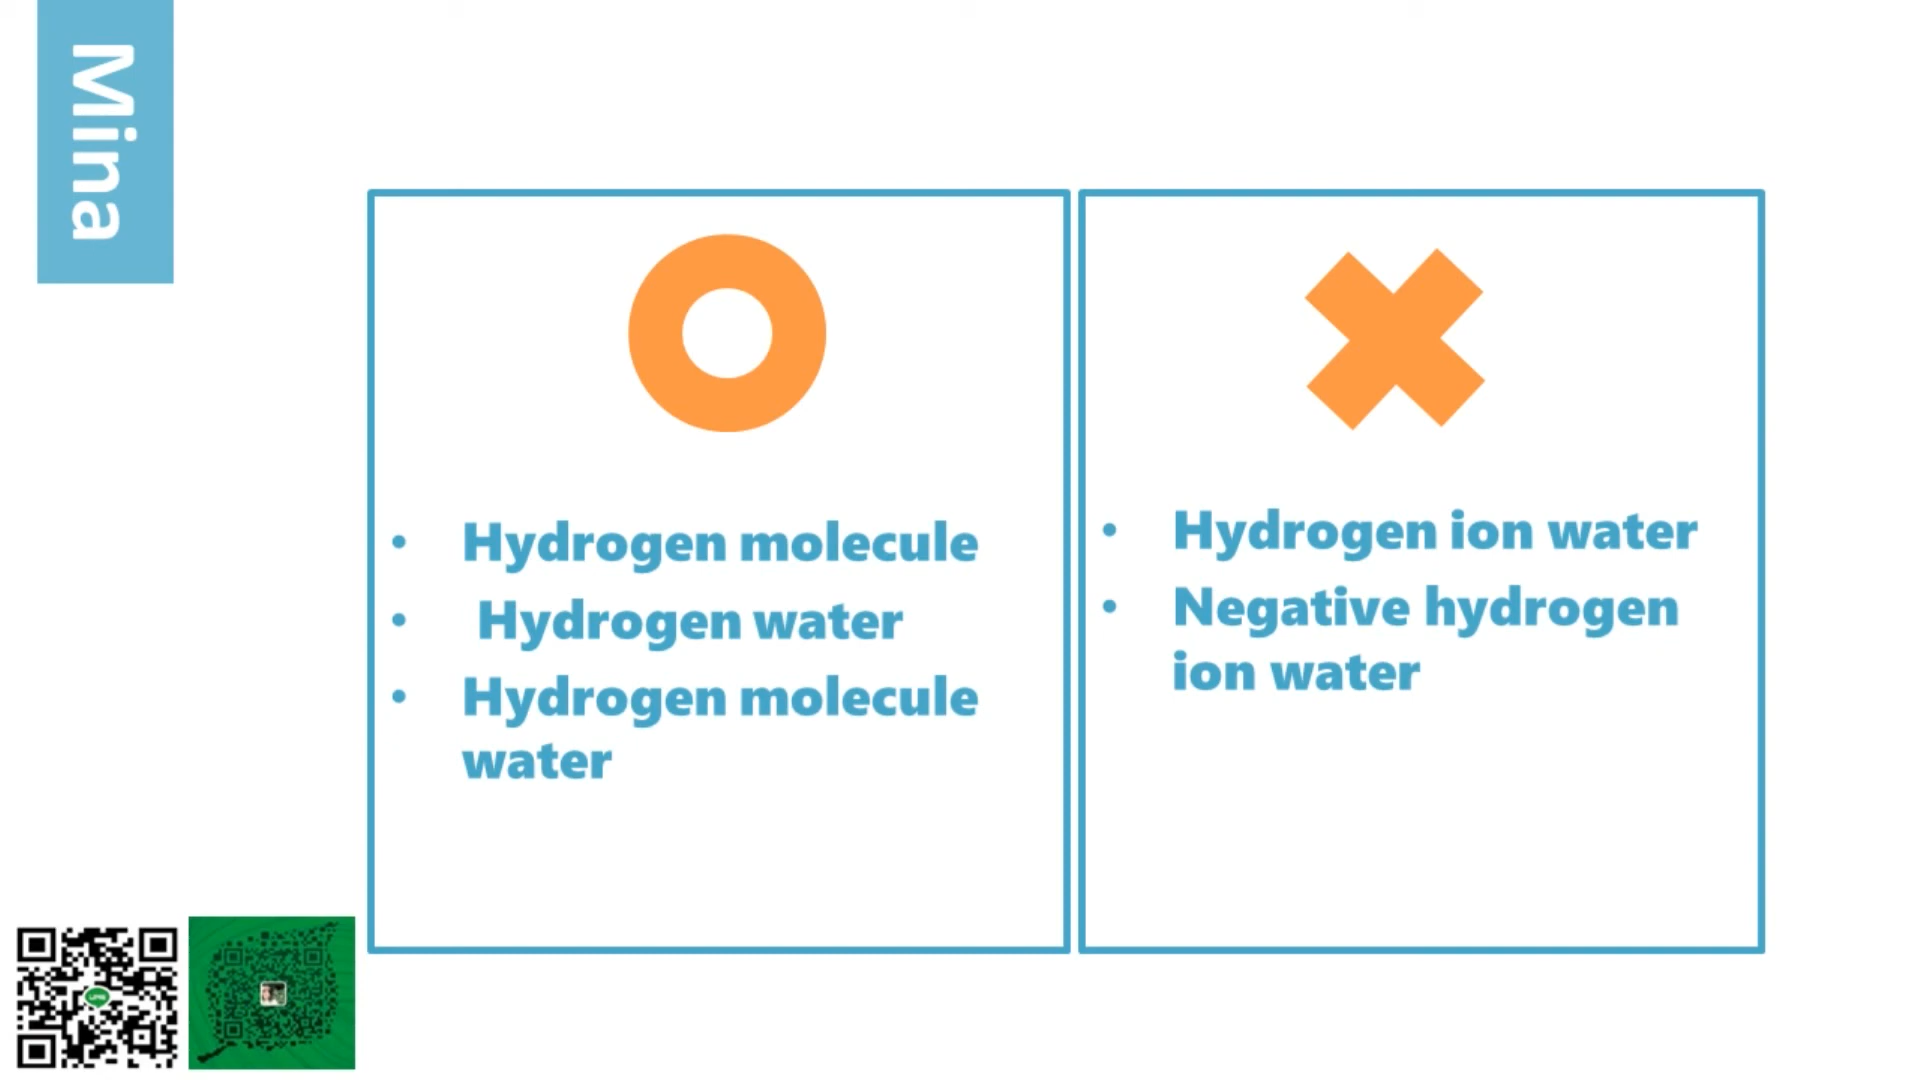 Mina
• Hydrogen molecule
• Hydrogen water
• Hydrogen molecule
water
• Hydrogen ion water
• Negative hydrogen
ion water